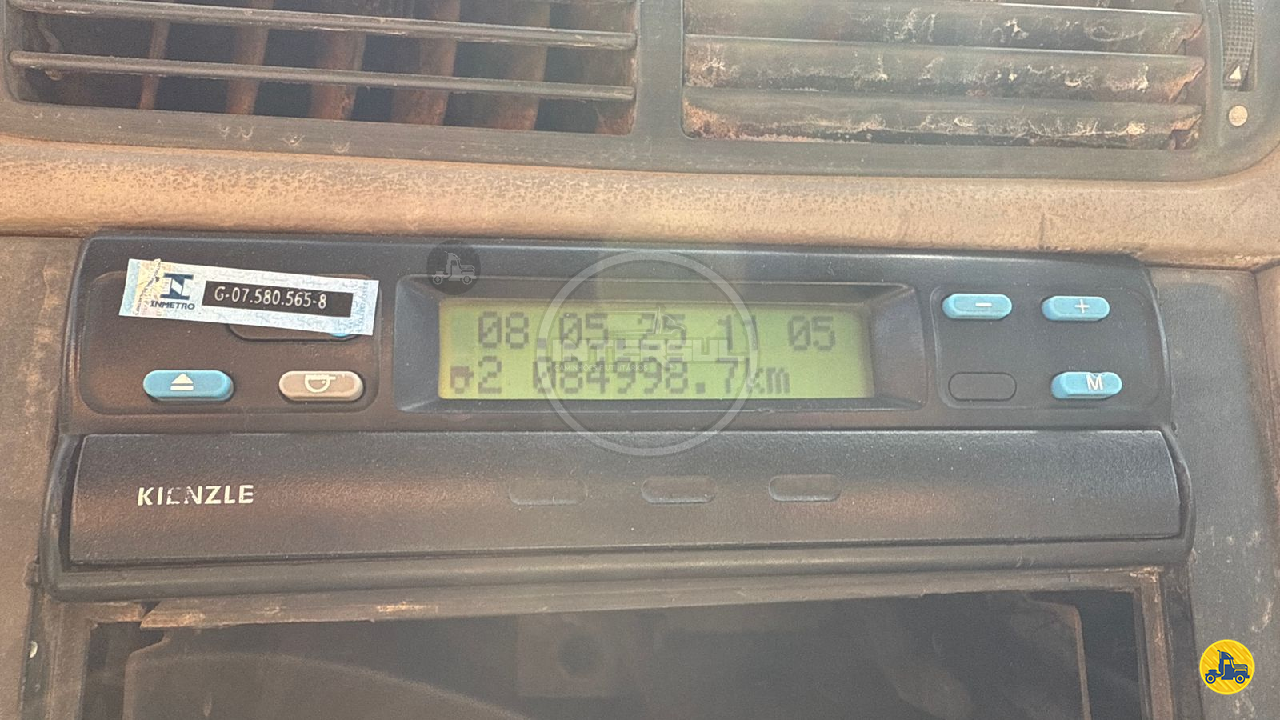 INMETRO
G-07.580.565-8
08.05.25 11 05
2 084998.7km
− +
M
KIENZLE